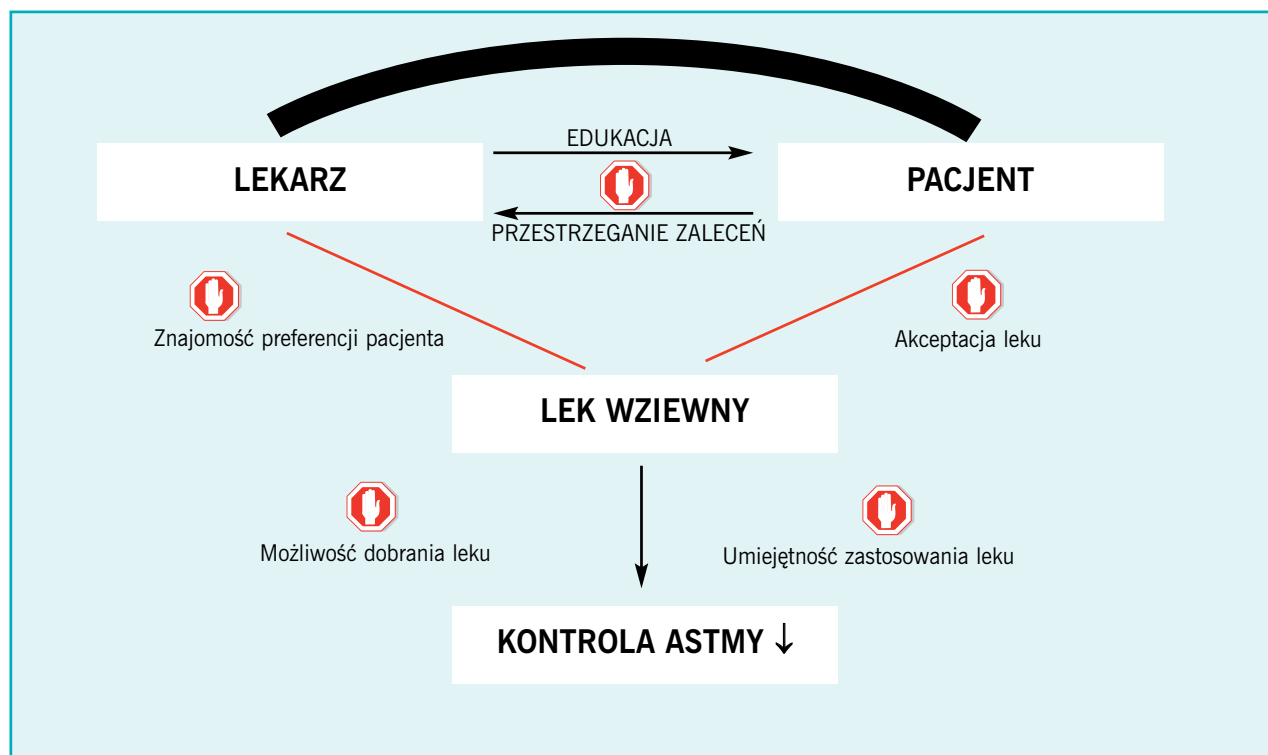 EDUKACJA
LEKARZ
PACJENT
PRZESTRZEGANIE ZALECEŃ
Znajomość preferencji pacjenta
Akceptacja leku
LEK WZIEWNY
Możliwość dobrania leku
Umiejętność zastosowania leku
KONTROLA ASTMY ↓